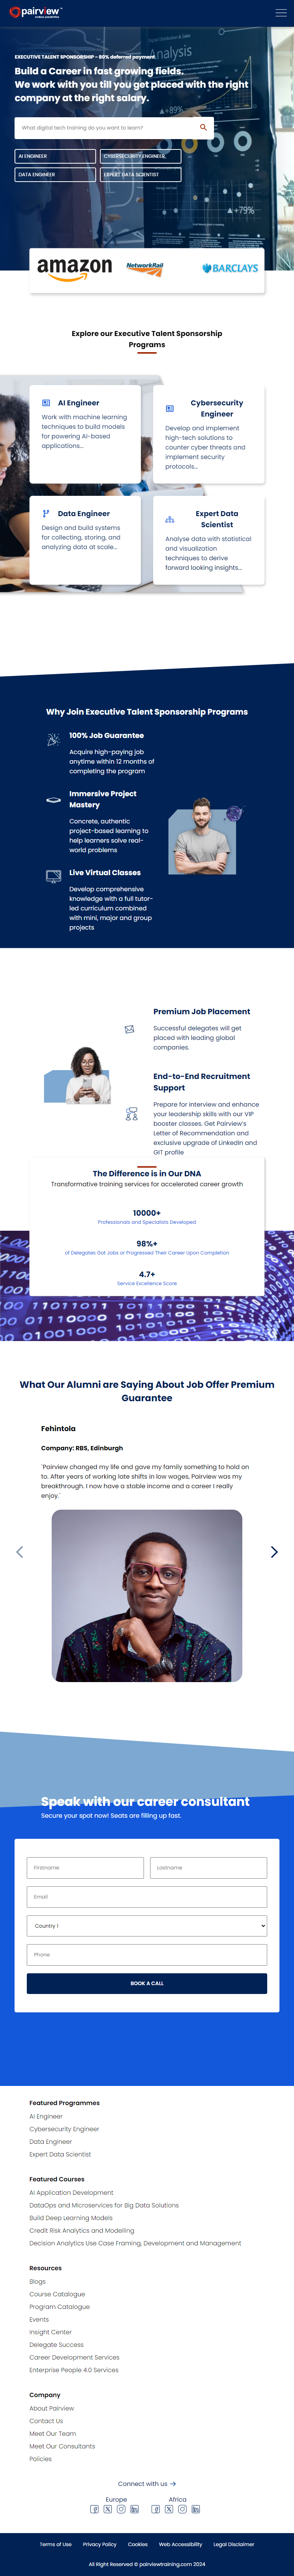 pairview™
EXECUTIVE TALENT SPONSORSHIP - 80% deferred payment
Build a Career in fast growing fields.
We work with you till you get placed with the right
company at the right salary.
Analysis
+89%
What digital tech training do you want to learn?
AI ENGINEER
CYBERSECURITY ENGINEER
DATA ENGINEER
EXPERT DATA SCIENTIST
+79%
amazon
NetworkRail
BARCLAYS
Explore our Executive Talent Sponsorship
Programs
AI Engineer
Work with machine learning
techniques to build models
for powering AI-based
applications...
Cybersecurity
Engineer
Develop and implement
high-tech solutions to
counter cyber threats and
implement security
protocols...
Data Engineer
Design and build systems
for collecting, storing, and
analyzing data at scale...
Expert Data
Scientist
Analyse data with statistical
and visualization
techniques to derive
forward looking insights...
Why Join Executive Talent Sponsorship Programs
100% Job Guarantee
Acquire high-paying job
anytime within 12 months of
completing the program
Immersive Project
Mastery
Concrete, authentic
project-based learning to
help learners solve real-
world problems
Live Virtual Classes
Develop comprehensive
knowledge with a full tutor-
led curriculum combined
with mini, major and group
projects
Premium Job Placement
Successful delegates will get
placed with leading global
companies.
End-to-End Recruitment
Support
Prepare for interview and enhance
your leadership skills with our VIP
booster classes. Get Pairview's
Letter of Recommendation and
exclusive upgrade of LinkedIn and
GIT profile
The Difference is in Our DNA
Transformative training services for accelerated career growth
10000+
Professionals and Specialists Developed
98%+
of Delegates Got Jobs or Progressed Their Career Upon Completion
4.7+
Service Excellence Score
What Our Alumni are Saying About Job Offer Premium
Guarantee
Fehintola
Company: RBS, Edinburgh
`Pairview changed my life and gave my family something to hold on
to. After years of working late shifts in low wages, Pairview was my
breakthrough. I now have a stable income and a career I really
enjoy.`
Speak with our career consultant
Secure your spot now! Seats are filling up fast.
Firstname
Lastname
Email
Country 1
Phone
BOOK A CALL
Featured Programmes
AI Engineer
Cybersecurity Engineer
Data Engineer
Expert Data Scientist
Featured Courses
AI Application Development
DataOps and Microservices for Big Data Solutions
Build Deep Learning Models
Credit Risk Analytics and Modelling
Decision Analytics Use Case Framing, Development and Management
Resources
Blogs
Course Catalogue
Program Catalogue
Events
Insight Center
Delegate Success
Career Development Services
Enterprise People 4.0 Services
Company
About Pairview
Contact Us
Meet Our Team
Meet Our Consultants
Policies
Connect with us →
Europe
Africa
Terms of Use Privacy Policy Cookies Web Accessibility Legal Disclaimer
All Right Reserved © pairviewtraining.com 2024